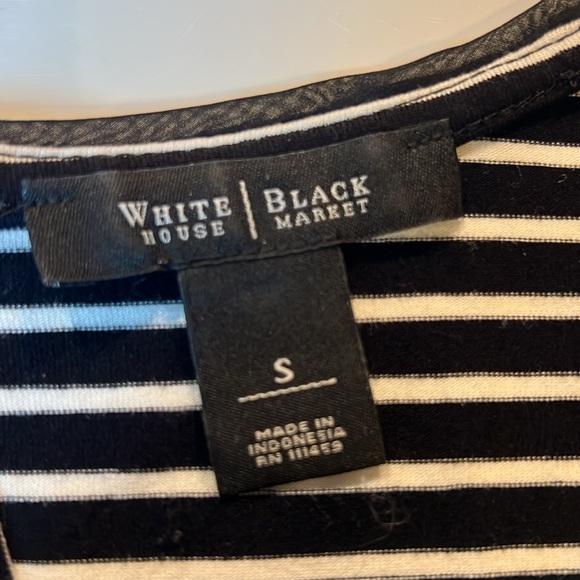 WHITE HOUSE | BLACK MARKET
S
MADE IN
INDONESIA
RN 111459